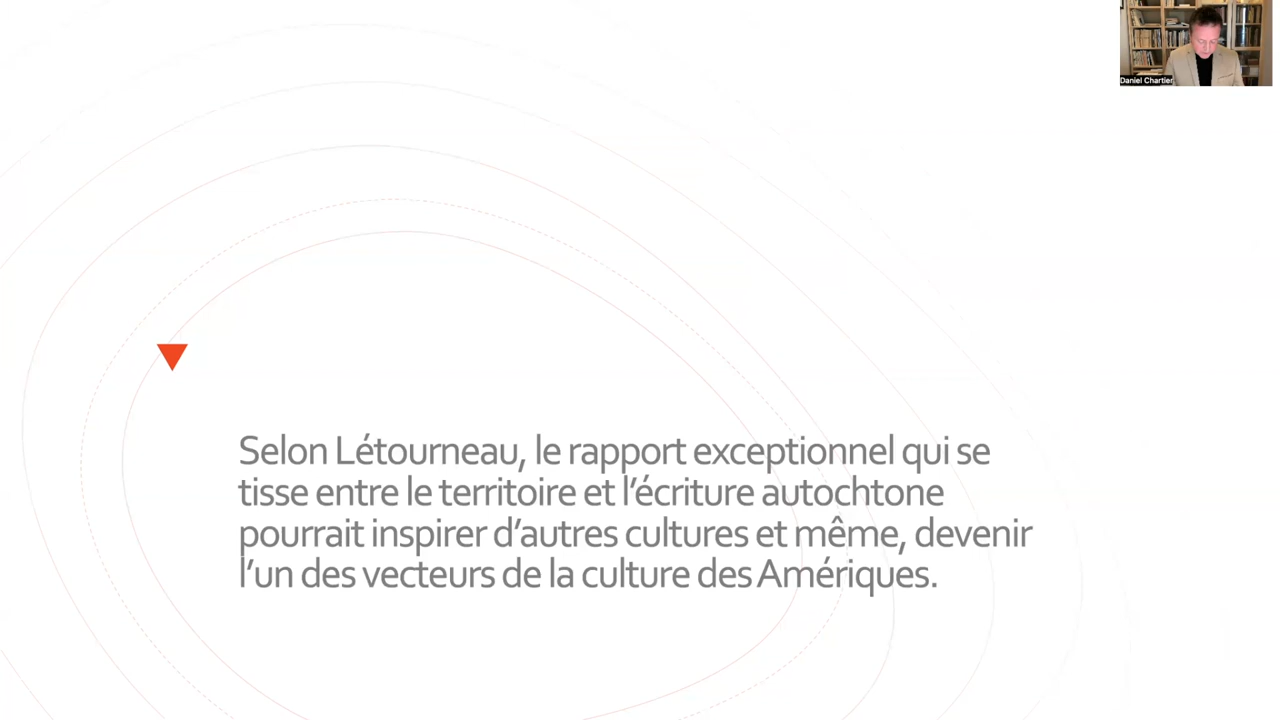 Daniel Chartier
Selon Létourneau, le rapport exceptionnel qui se
tisse entre le territoire et l’écriture autochtone
pourrait inspirer d’autres cultures et même, devenir
l’un des vecteurs de la culture des Amériques.